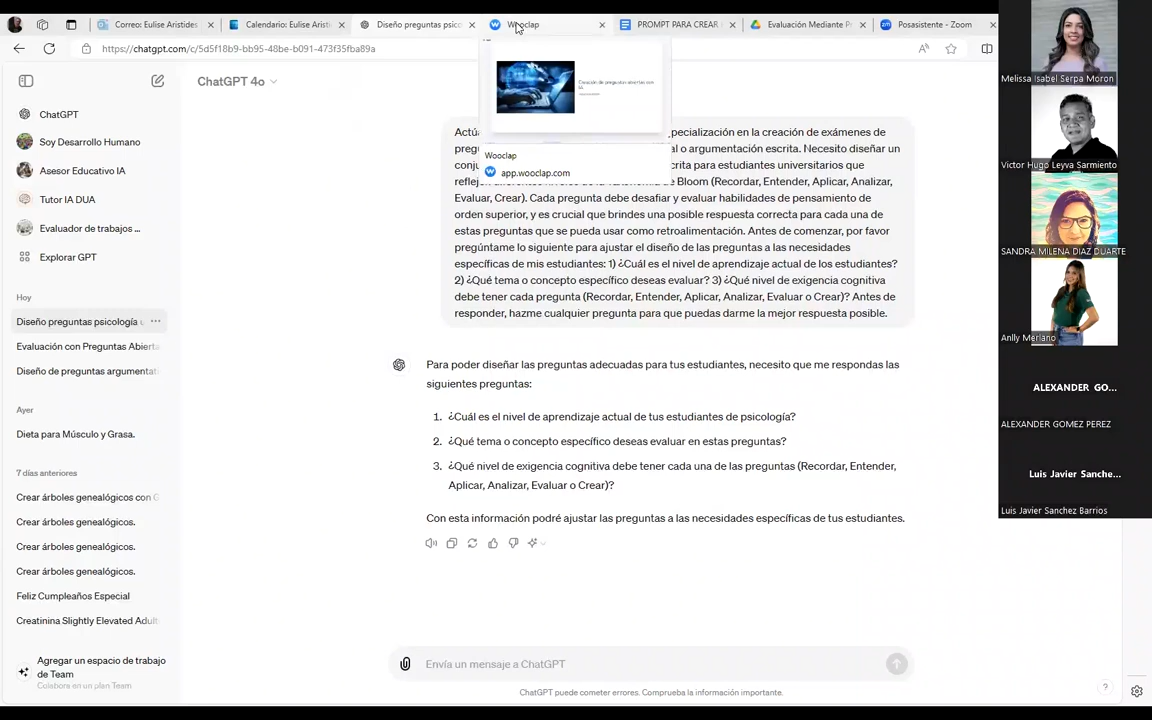 Correo: Eulise Aristides
Calendario: Eulise Aristi
Diseño preguntas psico
Wooclap
PROMPT PARA CREAR
Evaluación Mediante P
Posasistente - Zoom
https://chatgpt.com/c/5d5f18b9-bb95-48be-b091-473f35fba89a
ChatGPT 4o
ChatGPT
Soy Desarrollo Humano
Asesor Educativo IA
Tutor IA DUA
Evaluador de trabajos ...
Explorar GPT
Hoy
Diseño preguntas psicología u
Evaluación con Preguntas Abierta
Diseño de preguntas argumentat
Ayer
Dieta para Músculo y Grasa.
7 días anteriores
Crear árboles genealógicos con G
Crear árboles genealógicos.
Crear árboles genealógicos.
Crear árboles genealógicos.
Feliz Cumpleaños Especial
Creatinina Slightly Elevated Adult
Agregar un espacio de trabajo
de Team
Colabora en un plan Team
Creación de preguntas abiertas con
IA
Wooclap
app.wooclap.com
Actúa pecialización en la creación de exámenes de
preg l o argumentación escrita. Necesito diseñar un
conju crita para estudiantes universitarios que
reflej Bloom (Recordar, Entender, Aplicar, Analizar,
Evaluar, Crear). Cada pregunta debe desafiar y evaluar habilidades de pensamiento de
orden superior, y es crucial que brindes una posible respuesta correcta para cada una de
estas preguntas que se pueda usar como retroalimentación. Antes de comenzar, por favor
pregúntame lo siguiente para ajustar el diseño de las preguntas a las necesidades
específicas de mis estudiantes: 1) ¿Cuál es el nivel de aprendizaje actual de los estudiantes?
2) ¿Qué tema o concepto específico deseas evaluar? 3) ¿Qué nivel de exigencia cognitiva
debe tener cada pregunta (Recordar, Entender, Aplicar, Analizar, Evaluar o Crear)? Antes de
responder, hazme cualquier pregunta para que puedas darme la mejor respuesta posible.
Para poder diseñar las preguntas adecuadas para tus estudiantes, necesito que me respondas las
siguientes preguntas:
1. ¿Cuál es el nivel de aprendizaje actual de tus estudiantes de psicología?
2. ¿Qué tema o concepto específico deseas evaluar en estas preguntas?
3. ¿Qué nivel de exigencia cognitiva debe tener cada una de las preguntas (Recordar, Entender,
Aplicar, Analizar, Evaluar o Crear)?
Con esta información podré ajustar las preguntas a las necesidades específicas de tus estudiantes.
Envía un mensaje a ChatGPT
ChatGPT puede cometer errores. Comprueba la información importante.
Melissa Isabel Serpa Moron
Victor Hugo Leyva Sarmiento
SANDRA MILENA DIAZ DUARTE
Anlly Merlano
ALEXANDER GO...
ALEXANDER GOMEZ PEREZ
Luis Javier Sanche...
Luis Javier Sanchez Barrios